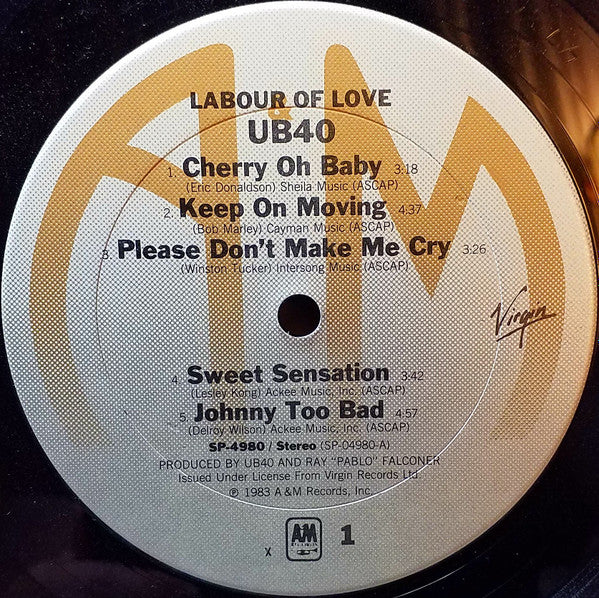 LABOUR OF LOVE
UB40
1. Cherry Oh Baby 3:18
(Eric Donaldson) Sheila Music (ASCAP)
2. Keep On Moving 4:37
(Bob Marley) Cayman Music (ASCAP)
3. Please Don't Make Me Cry 3:26
(Winston Tucker) Intersong Music (ASCAP)
Virgin
4. Sweet Sensation 3:42
(Lesley Kong) Ackee Music, Inc. (ASCAP)
5. Johnny Too Bad 4:57
(Delroy Wilson) Ackee Music, Inc. (ASCAP)
SP-4980 / Stereo (SP-04980-A)
PRODUCED BY UB40 AND RAY "PABLO" FALCONER
Issued Under License From Virgin Records Ltd.
℗ 1983 A & M Records, Inc.
x A&M RECORDS 1
A&M